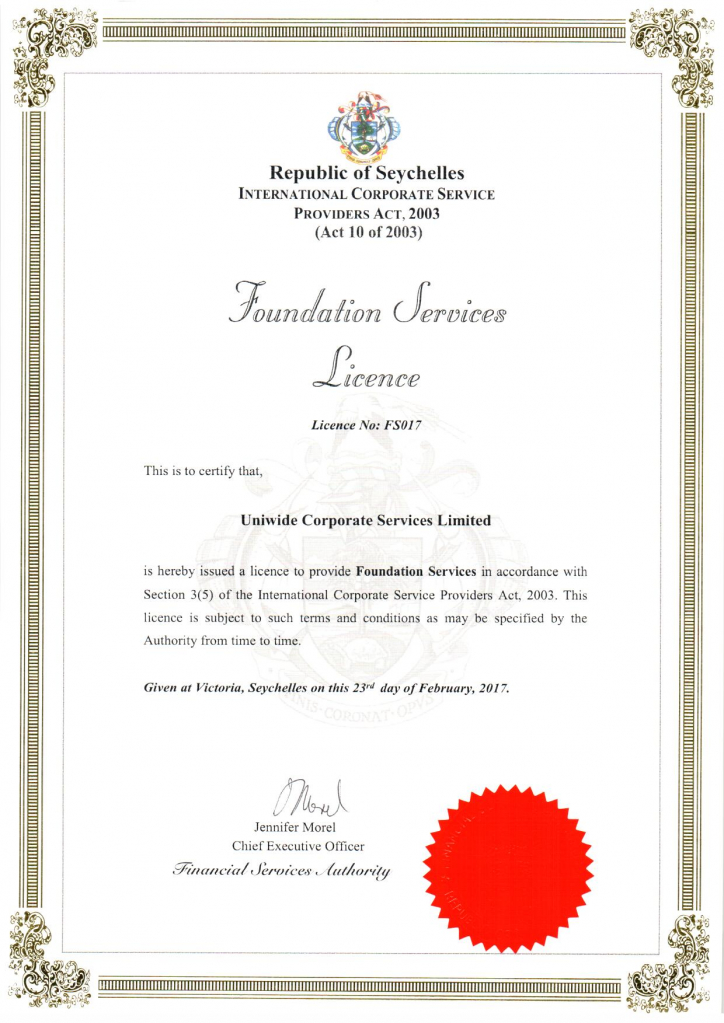 Republic of Seychelles
INTERNATIONAL CORPORATE SERVICE
PROVIDERS ACT, 2003
(Act 10 of 2003)
Foundation Services
Licence
Licence No: FS017
This is to certify that,
Uniwide Corporate Services Limited
is hereby issued a licence to provide Foundation Services in accordance with
Section 3(5) of the International Corporate Service Providers Act, 2003. This
licence is subject to such terms and conditions as may be specified by the
Authority from time to time.
Given at Victoria, Seychelles on this 23rd day of February, 2017.
CORONAT OPUS
JMorel
Jennifer Morel
Chief Executive Officer
Financial Services Authority